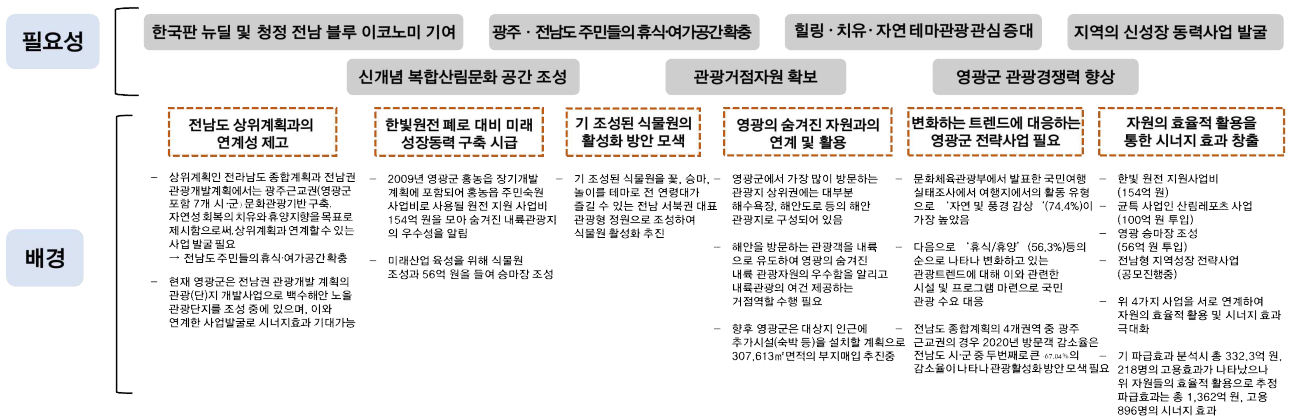 필요성
한국판 뉴딜 및 청정 전남 블루 이코노미 기여
광주 · 전남도 주민들의 휴식·여가공간 확충
힐링 · 치유 · 자연 테마관광 관심 증대
지역의 신성장 동력사업 발굴
신개념 복합산림문화 공간 조성
관광거점자원 확보
영광군 관광경쟁력 향상
배경
전남도 상위계획과의
연계성 제고
– 상위계획인 전라남도 종합계획과 전남권
관광개발계획에서는 광주근교권(영광군
포함 7개 시·군) 문화관광기반 구축,
자연성 회복의 치유와 휴양지향을 목표로
제시함으로써, 상위계획과 연계할 수 있는
사업 발굴 필요
→ 전남도 주민들의 휴식·여가공간 확충
– 현재 영광군은 전남권 관광개발 계획의
관광(단)지 개발사업으로 백수해안 노을
관광단지를 조성 중에 있으며, 이와
연계한 사업발굴로 시너지효과 기대가능
한빛원전 폐로 대비 미래
성장동력 구축 시급
– 2009년 영광군 홍농읍 장기개발
계획에 포함되어 홍농읍 주민숙원
사업비로 사용될 원전 지원 사업비
154억 원을 모아 숨겨진 내륙관광지
의 우수성을 알림
– 미래산업 육성을 위해 식물원
조성과 56억 원을 들여 승마장 조성
기 조성된 식물원의
활성화 방안 모색
– 기 조성된 식물원을 꽃, 승마,
놀이를 테마로 전 연령대가
즐길 수 있는 전남 서북권 대표
관광형 정원으로 조성하여
식물원 활성화 추진
영광의 숨겨진 자원과의
연계 및 활용
– 영광군에서 가장 많이 방문하는
관광지 상위권에는 대부분
해수욕장, 해안도로 등의 해안
관광지로 구성되어 있음
– 해안을 방문하는 관광객을 내륙
으로 유도하여 영광의 숨겨진
내륙 관광자원의 우수함을 알리고
내륙관광의 여건 제공하는
거점역할 수행 필요
– 향후 영광군은 대상지 인근에
추가시설(숙박 등)을 설치할 계획으로
307,613㎡면적의 부지매입 추진중
변화하는 트렌드에 대응하는
영광군 전략사업 필요
– 문화체육관광부에서 발표한 국민여행
실태조사에서 여행지에서의 활동 유형
으로 ‘자연 및 풍경 감상 ‘(74.4%)이
가장 높았음
– 다음으로 ‘휴식/휴양’ (56.3%)등의
순으로 나타나 변화하고 있는
관광트렌드에 대해 이와 관련한
시설 및 프로그램 마련으로 국민
관광 수요 대응
– 전남도 종합계획의 4개권역 중 광주
근교권의 경우 2020년 방문객 감소율은
전남도 시·군 중 두번째로 큰 -67.04%의
감소율이 나타나 관광활성화 방안 모색 필요
자원의 효율적 활용을
통한 시너지 효과 창출
– 한빛 원전 지원사업비
(154억 원)
– 균특 사업인 산림레포츠 사업
(100억 원 투입)
– 영광 승마장 조성
(56억 원 투입)
– 전남형 지역성장 전략사업
(공모진행중)
– 위 4가지 사업을 서로 연계하여
자원의 효율적 활용 및 시너지 효과
극대화
– 기 파급효과 분석시 총 332.3억 원,
218명의 고용효과가 나타났으나
위 자원들의 효율적 활용으로 추정
파급효과는 총 1,362억 원, 고용
896명의 시너지 효과